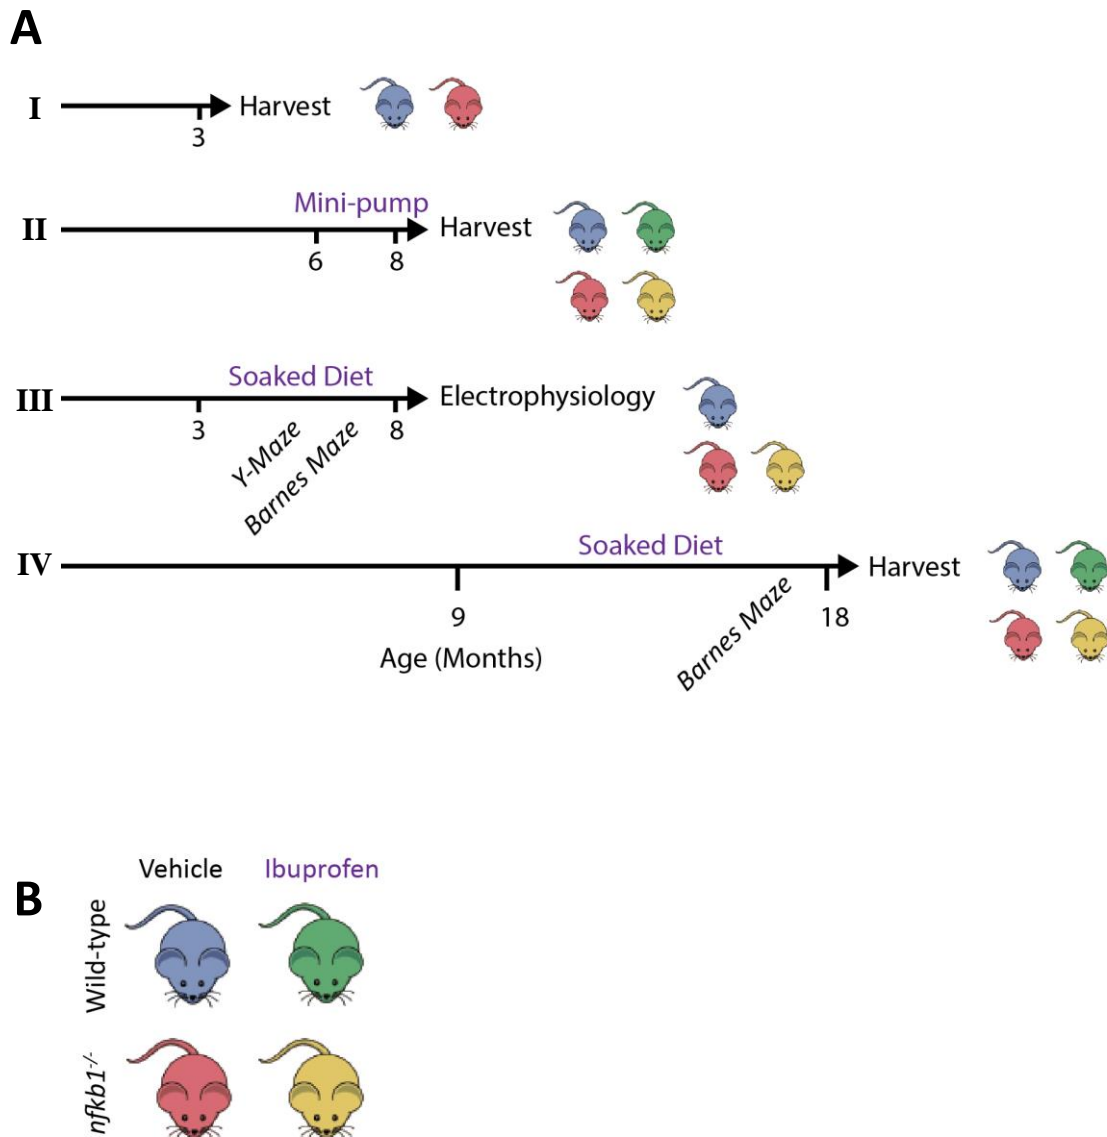 A
I
Harvest
3
Mini-pump
II
Harvest
6
8
Soaked Diet
III
Electrophysiology
3
8
Y-Maze
Barnes Maze
Soaked Diet
IV
Harvest
9
18
Barnes Maze
Age (Months)
B
Vehicle
Ibuprofen
Wild-type
nfkb1-/-